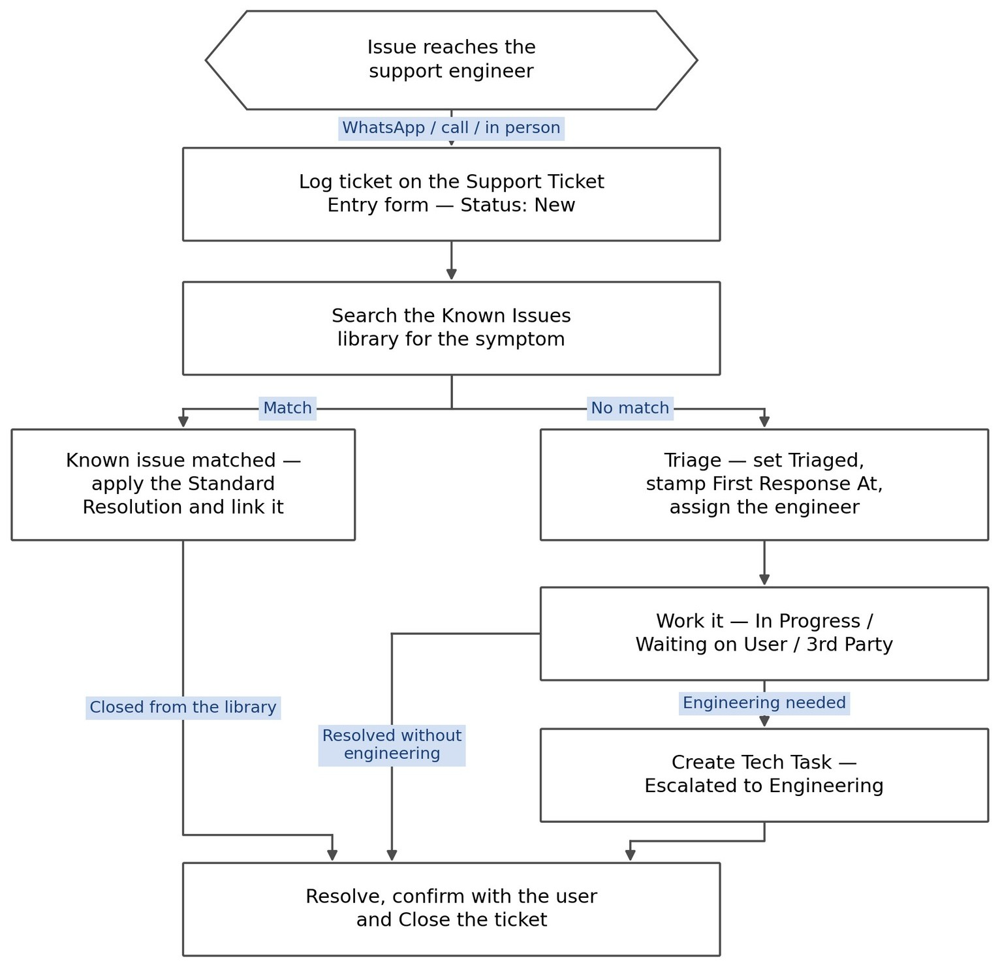 Issue reaches the
support engineer
WhatsApp / call / in person
Log ticket on the Support Ticket
Entry form — Status: New
Search the Known Issues
library for the symptom
Match
No match
Known issue matched —
apply the Standard
Resolution and link it
Triage — set Triaged,
stamp First Response At,
assign the engineer
Work it — In Progress /
Waiting on User / 3rd Party
Closed from the library
Engineering needed
Resolved without
engineering
Create Tech Task —
Escalated to Engineering
Resolve, confirm with the user
and Close the ticket